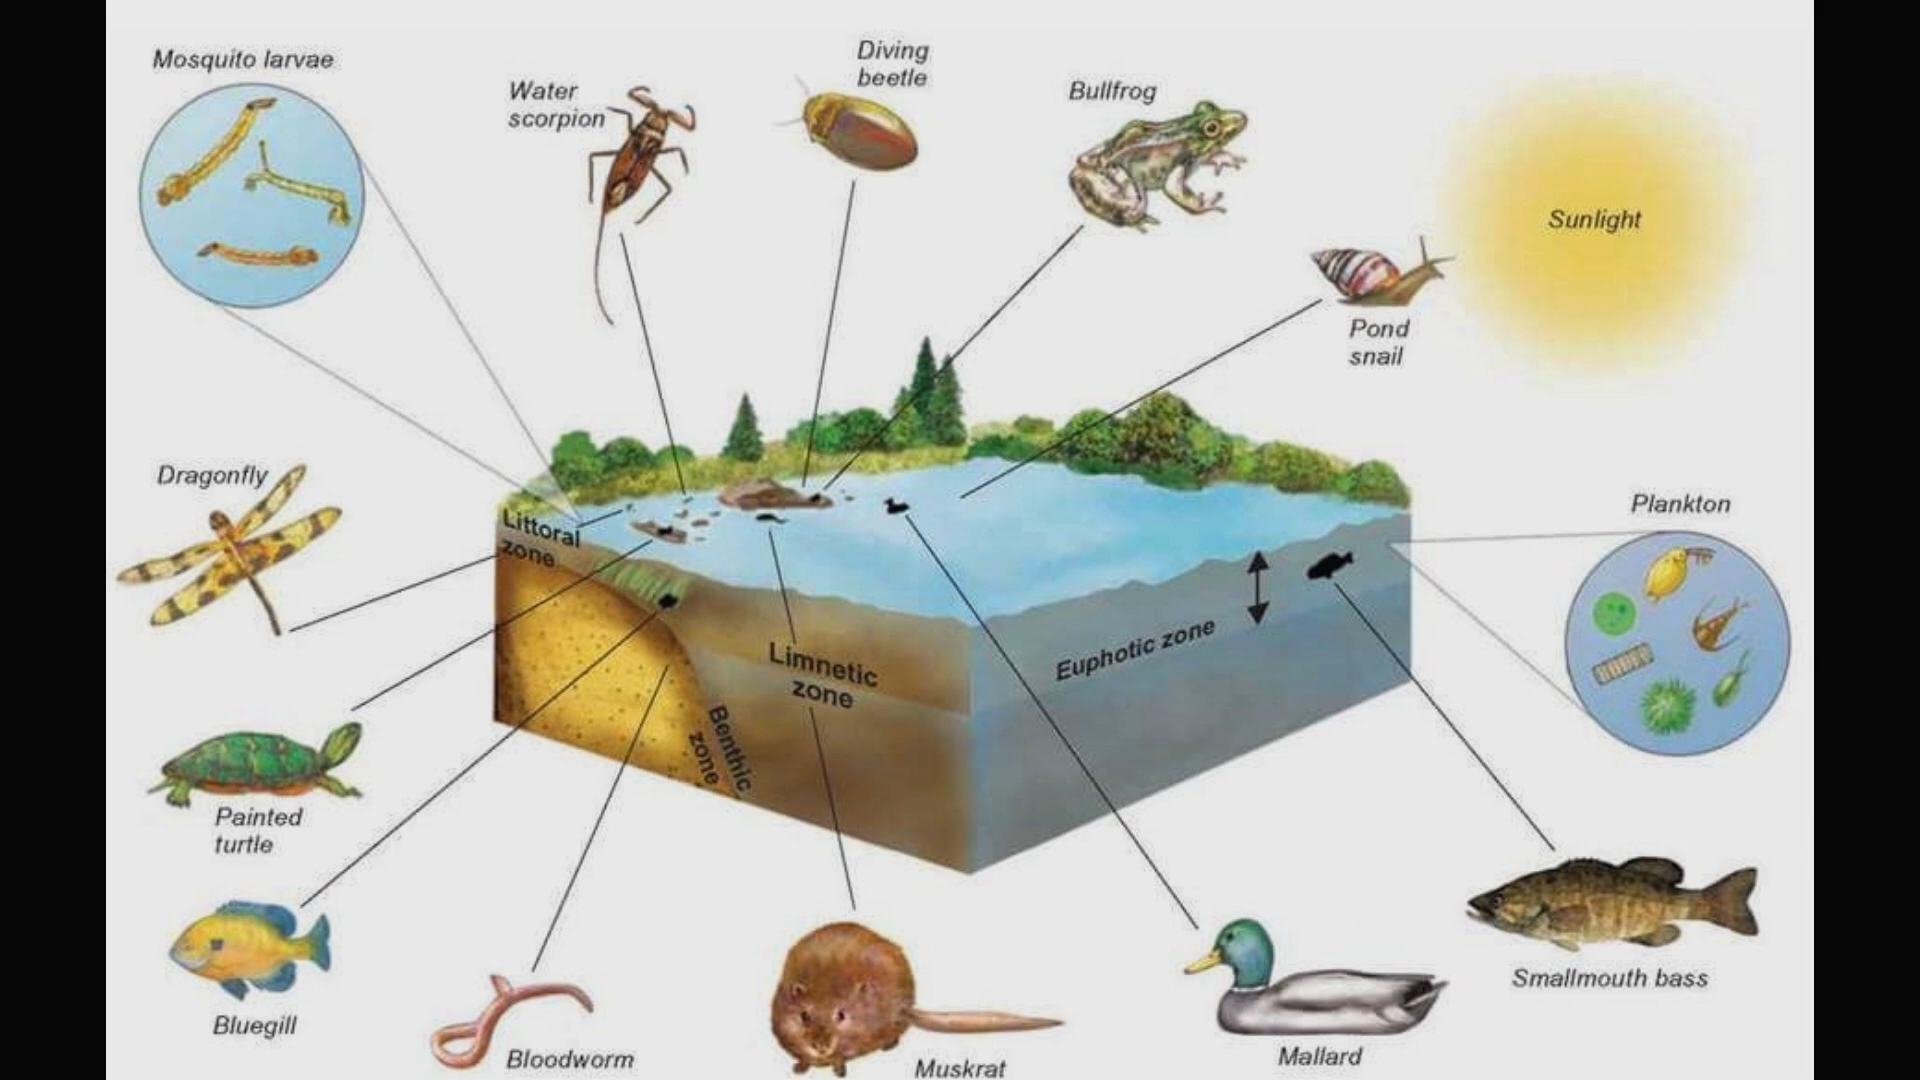 Mosquito larvae
Water
scorpion
Diving
beetle
Bullfrog
Sunlight
Pond
snail
Dragonfly
Littoral
zone
Plankton
Limnetic
zone
Euphotic zone
Benthic
zone
Painted
turtle
Bluegill
Bloodworm
Muskrat
Mallard
Smallmouth bass